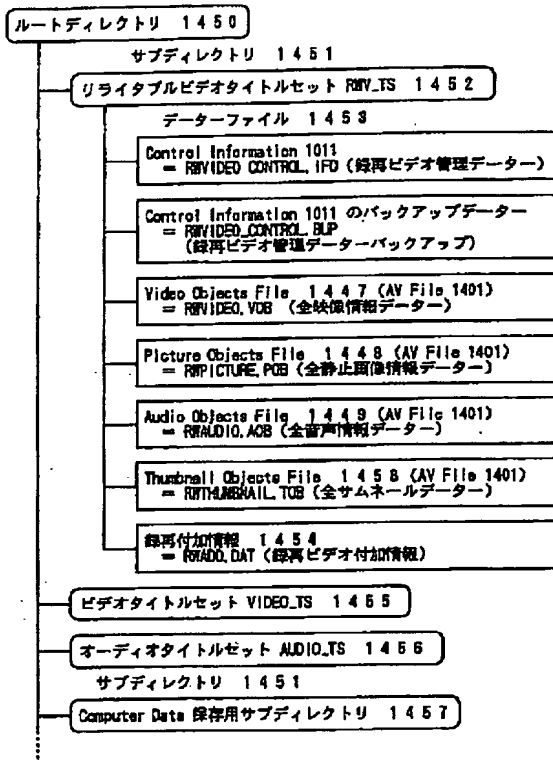 ルートディレクトリ 1450
サブディレクトリ 1451
リライタブルビデオタイトルセット RWV_TS 1452
データーファイル 1453
Control Information 1011
= RWVIDEO_CONTROL.IFO (録再ビデオ管理データー)
Control Information 1011 のバックアップデーター
= RWVIDEO_CONTROL.BUP
(録再ビデオ管理データーバックアップ)
Video Objects File 1447 (AV File 1401)
= RWVIDEO.VOB (全映像情報データー)
Picture Objects File 1448 (AV File 1401)
= RWPICTURE.POB (全静止画像情報データー)
Audio Objects File 1449 (AV File 1401)
= RWAUDIO.AOB (全音声情報データー)
Thumbnail Objects File 1458 (AV File 1401)
= RWTHUMBNAIL.TOB (全サムネールデーター)
録再付加情報 1454
= RWADD.DAT (録再ビデオ付加情報)
ビデオタイトルセット VIDEO_TS 1455
オーディオタイトルセット AUDIO_TS 1456
サブディレクトリ 1451
Computer Data 保存用サブディレクトリ 1457